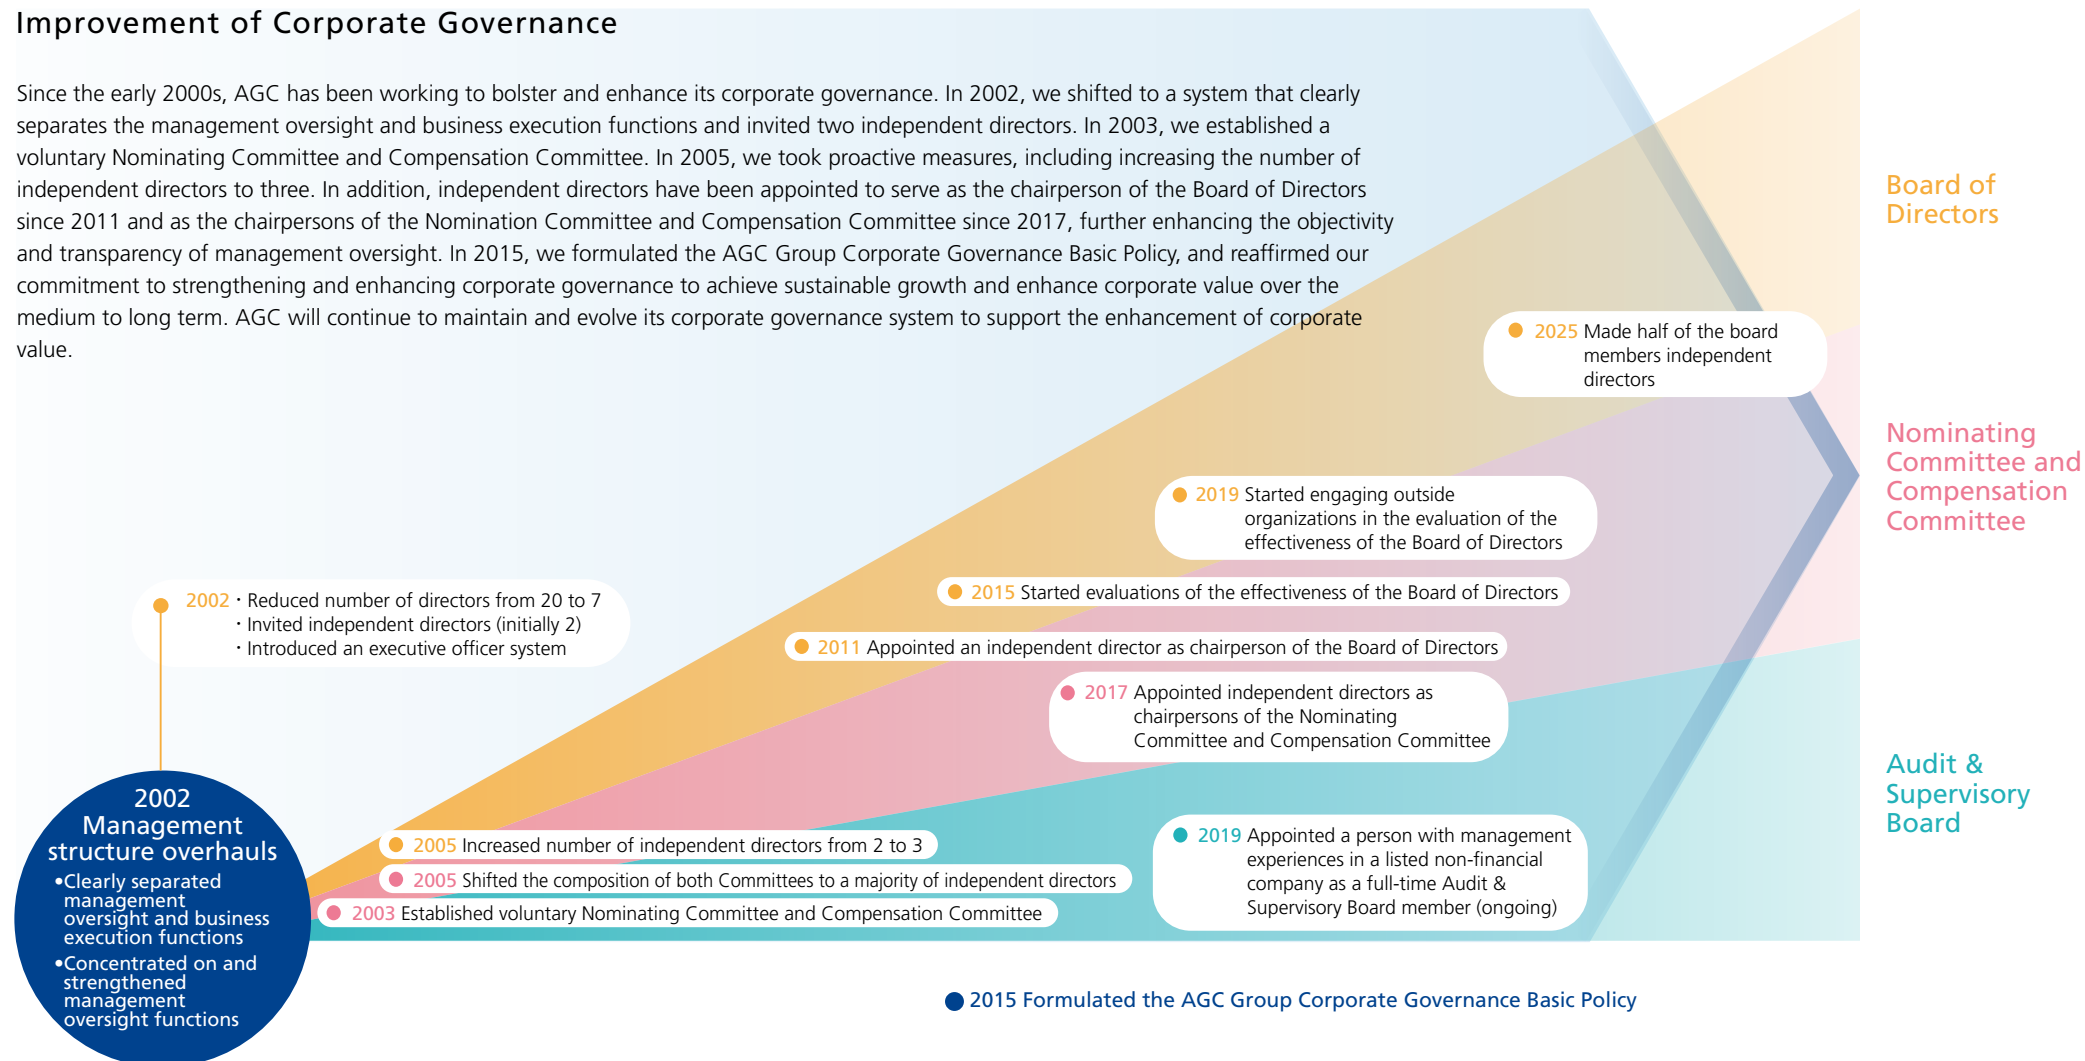 Improvement of Corporate Governance
Since the early 2000s, AGC has been working to bolster and enhance its corporate governance. In 2002, we shifted to a system that clearly
separates the management oversight and business execution functions and invited two independent directors. In 2003, we established a
voluntary Nominating Committee and Compensation Committee. In 2005, we took proactive measures, including increasing the number of
independent directors to three. In addition, independent directors have been appointed to serve as the chairperson of the Board of Directors
since 2011 and as the chairpersons of the Nomination Committee and Compensation Committee since 2017, further enhancing the objectivity
and transparency of management oversight. In 2015, we formulated the AGC Group Corporate Governance Basic Policy, and reaffirmed our
commitment to strengthening and enhancing corporate governance to achieve sustainable growth and enhance corporate value over the
medium to long term. AGC will continue to maintain and evolve its corporate governance system to support the enhancement of corporate
value.
Board of
Directors
2025 Made half of the board
members independent
directors
Nominating
Committee and
Compensation
Committee
2019 Started engaging outside
organizations in the evaluation of the
effectiveness of the Board of Directors
2015 Started evaluations of the effectiveness of the Board of Directors
2002 ・Reduced number of directors from 20 to 7
・Invited independent directors (initially 2)
・Introduced an executive officer system
2011 Appointed an independent director as chairperson of the Board of Directors
2017 Appointed independent directors as
chairpersons of the Nominating
Committee and Compensation Committee
Audit &
Supervisory
Board
2002
Management
structure overhauls
•Clearly separated
management
oversight and business
execution functions
•Concentrated on and
strengthened
management
oversight functions
2005 Increased number of independent directors from 2 to 3
2005 Shifted the composition of both Committees to a majority of independent directors
2003 Established voluntary Nominating Committee and Compensation Committee
2019 Appointed a person with management
experiences in a listed non-financial
company as a full-time Audit &
Supervisory Board member (ongoing)
2015 Formulated the AGC Group Corporate Governance Basic Policy